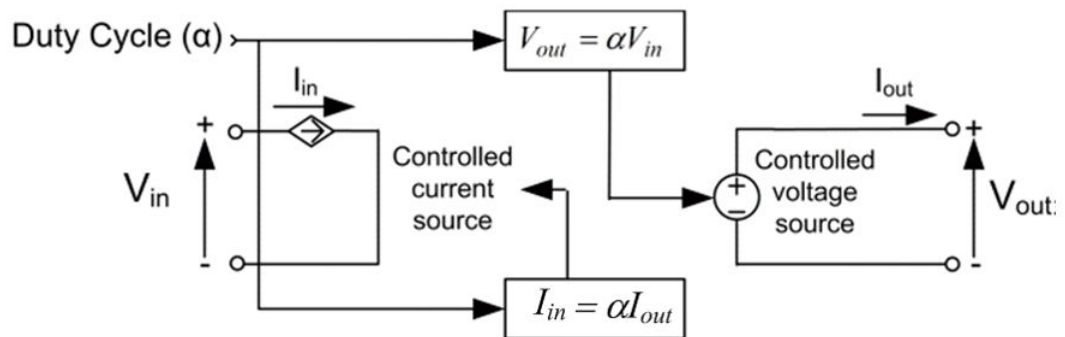 Duty Cycle (α)
V_out = αV_in
I_in
I_out
+
+
Controlled
current
source
Controlled
voltage
source
+
−
V_in
V_out:
-
-
I_in = αI_out